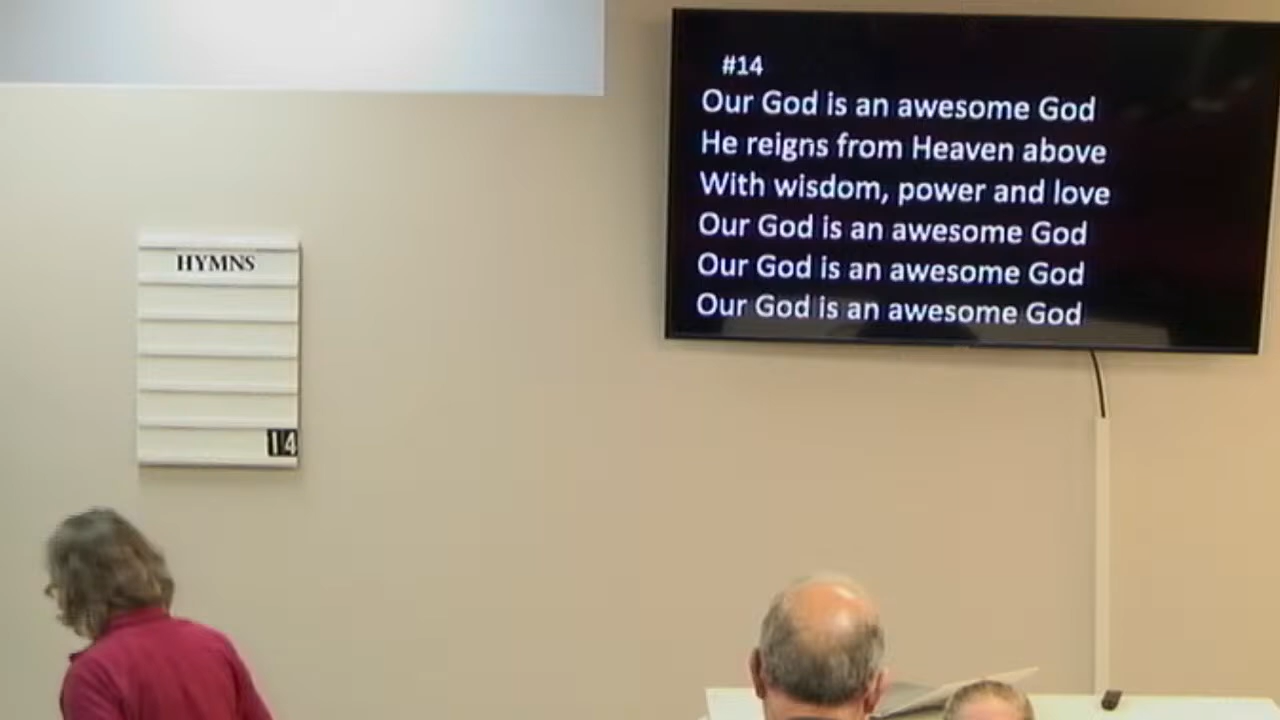 #14
Our God is an awesome God
He reigns from Heaven above
With wisdom, power and love
Our God is an awesome God
Our God is an awesome God
Our God is an awesome God
HYMNS
14